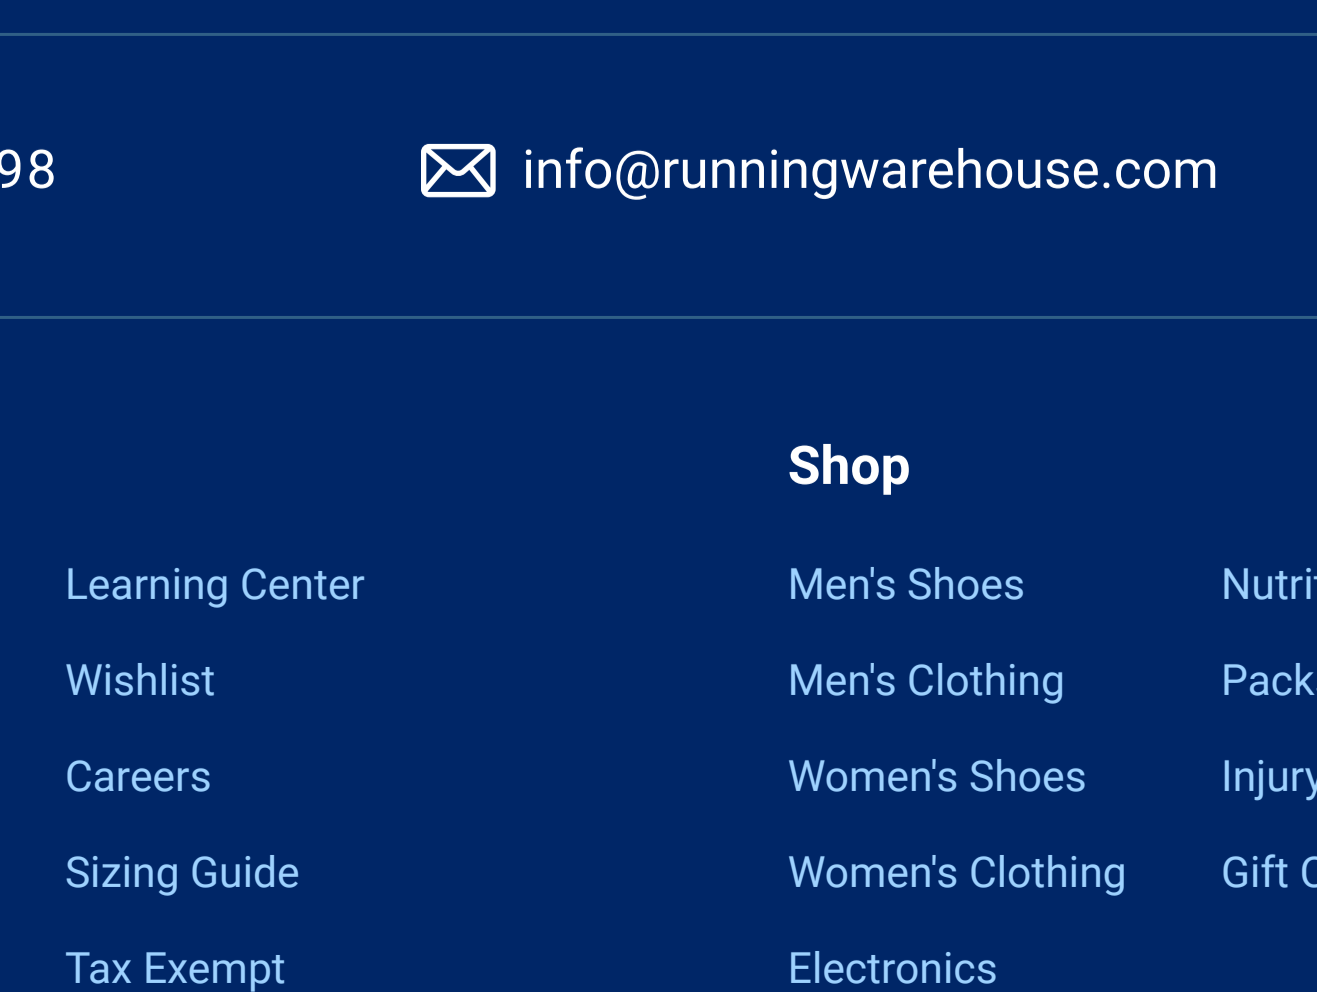 98
info@runningwarehouse.com
Shop
Learning Center
Wishlist
Careers
Sizing Guide
Tax Exempt
Men's Shoes
Men's Clothing
Women's Shoes
Women's Clothing
Electronics
Injury
Gift